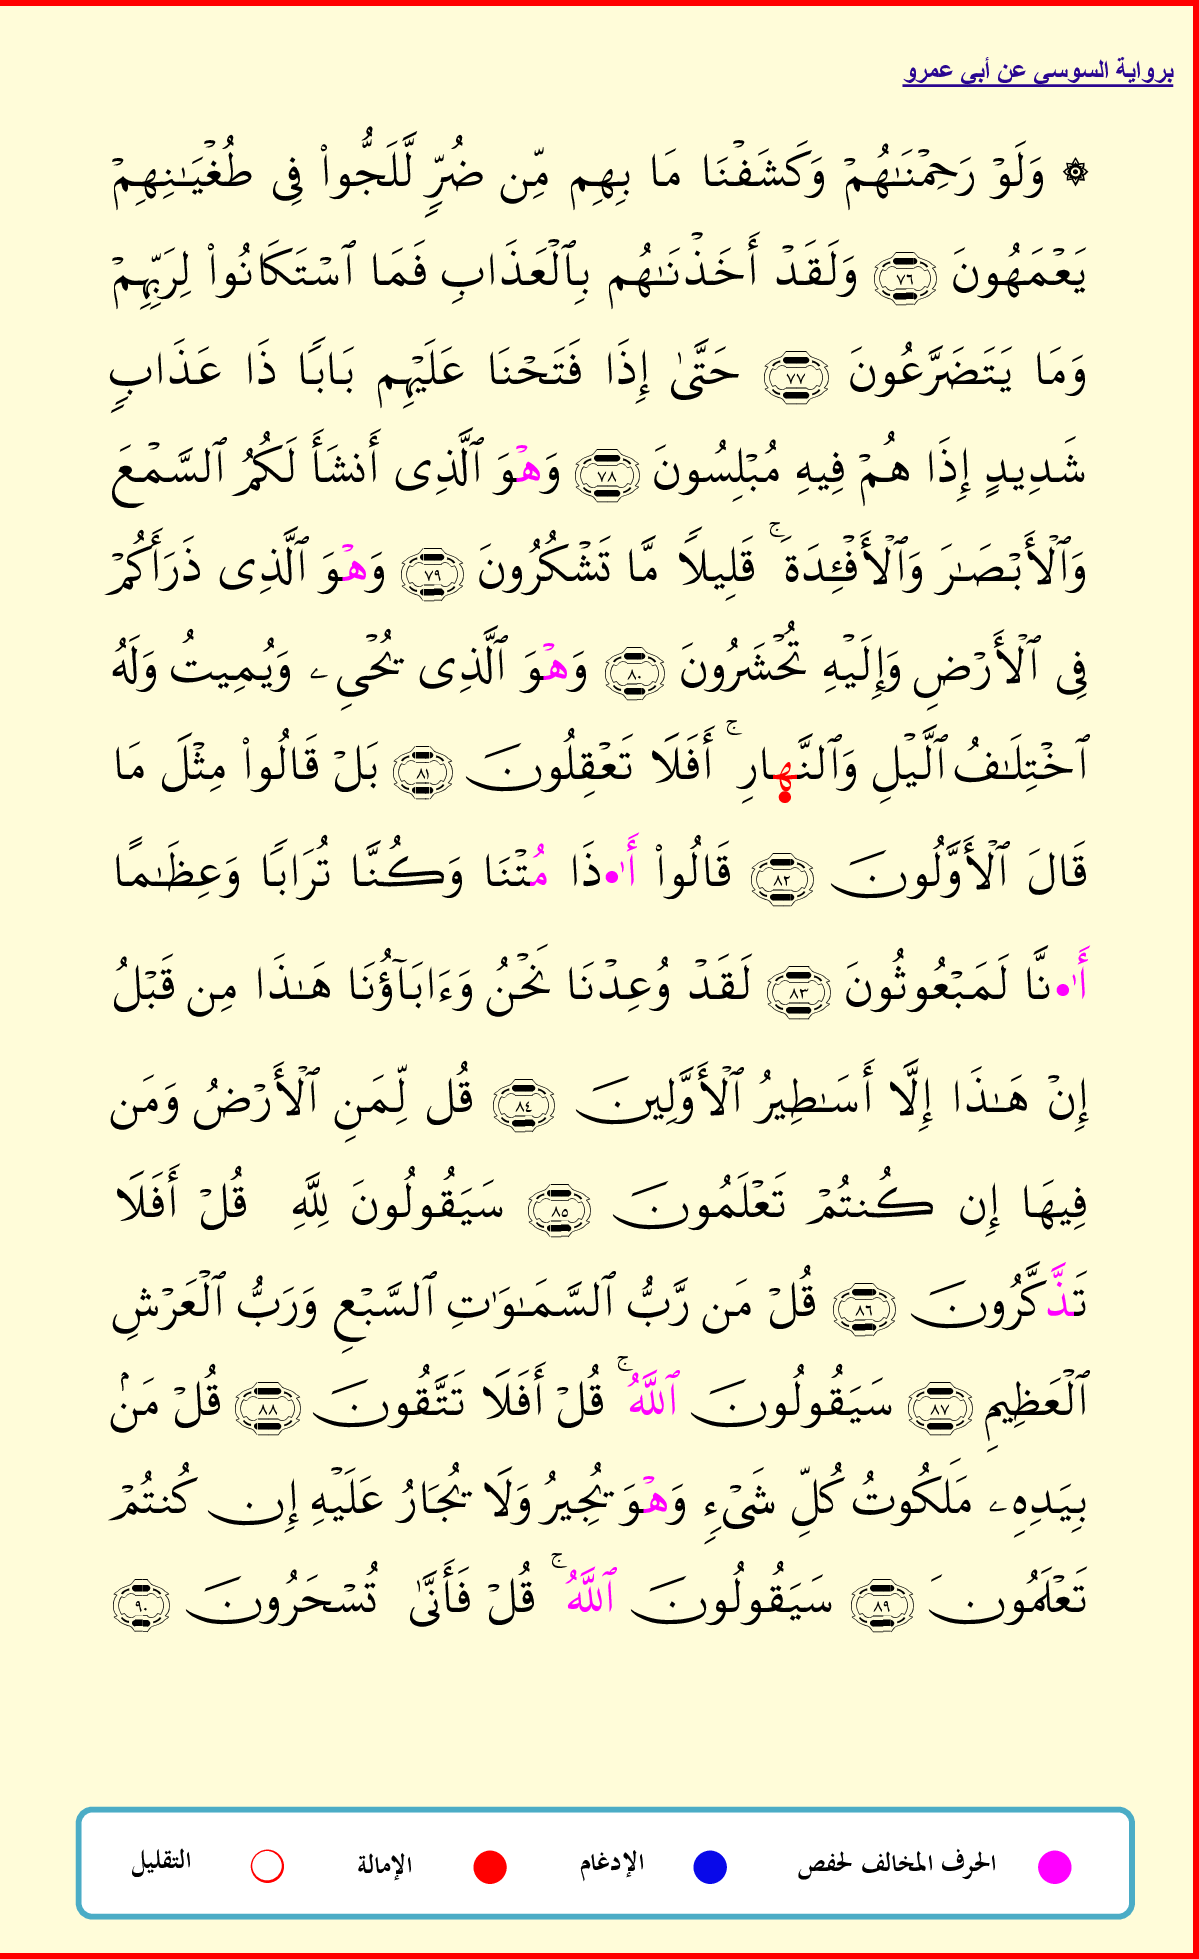 برواية السوسي عن أبي عمرو
۞ وَلَوْ رَحِمْنَٰهُمْ وَكَشَفْنَا مَا بِهِم مِّن ضُرٍّ لَّلَجُّواْ فِي طُغْيَٰنِهِمْ
يَعْمَهُونَ ٧٦ وَلَقَدْ أَخَذْنَٰهُم بِٱلْعَذَابِ فَمَا ٱسْتَكَانُواْ لِرَبِّهِمْ
وَمَا يَتَضَرَّعُونَ ٧٧ حَتَّىٰ إِذَا فَتَحْنَا عَلَيْهِم بَابًا ذَا عَذَابٍ
شَدِيدٍ إِذَا هُمْ فِيهِ مُبْلِسُونَ ٧٨ وَهْوَ ٱلَّذِي أَنشَأَ لَكُمُ ٱلسَّمْعَ
وَٱلْأَبْصَٰرَ وَٱلْأَفْـِٔدَةَ ۚ قَلِيلًا مَّا تَشْكُرُونَ ٧٩ وَهْوَ ٱلَّذِي ذَرَأَكُمْ
فِي ٱلْأَرْضِ وَإِلَيْهِ تُحْشَرُونَ ٨٠ وَهْوَ ٱلَّذِي يُحْيِۦ وَيُمِيتُ وَلَهُ
ٱخْتِلَٰفُ ٱلَّيْلِ وَٱلنَّهارِ ۚ أَفَلَا تَعْقِلُونَ ٨١ بَلْ قَالُواْ مِثْلَ مَا
قَالَ ٱلْأَوَّلُونَ ٨٢ قَالُواْ أَٰ•ذَا مُتْنَا وَكُنَّا تُرَابًا وَعِظَٰمًا
أَٰ•نَّا لَمَبْعُوثُونَ ٨٣ لَقَدْ وُعِدْنَا نَحْنُ وَءَابَآؤُنَا هَٰذَا مِن قَبْلُ
إِنْ هَٰذَا إِلَّا أَسَٰطِيرُ ٱلْأَوَّلِينَ ٨٤ قُل لِّمَنِ ٱلْأَرْضُ وَمَن
فِيهَا إِن كُنتُمْ تَعْلَمُونَ ٨٥ سَيَقُولُونَ لِلَّهِ قُلْ أَفَلَا
تَذَّكَّرُونَ ٨٦ قُلْ مَن رَّبُّ ٱلسَّمَٰوَٰتِ ٱلسَّبْعِ وَرَبُّ ٱلْعَرْشِ
ٱلْعَظِيمِ ٨٧ سَيَقُولُونَ ٱللَّهُ ۚ قُلْ أَفَلَا تَتَّقُونَ ٨٨ قُلْ مَنۢ
بِيَدِهِۦ مَلَكُوتُ كُلِّ شَيْءٍ وَهْوَ يُجِيرُ وَلَا يُجَارُ عَلَيْهِ إِن كُنتُمْ
تَعْلَمُونَ ٨٩ سَيَقُولُونَ ٱللَّهُ ۚ قُلْ فَأَنَّىٰ تُسْحَرُونَ ٩٠
الحرف المخالف لحفص الإدغام الإمالة التقليل